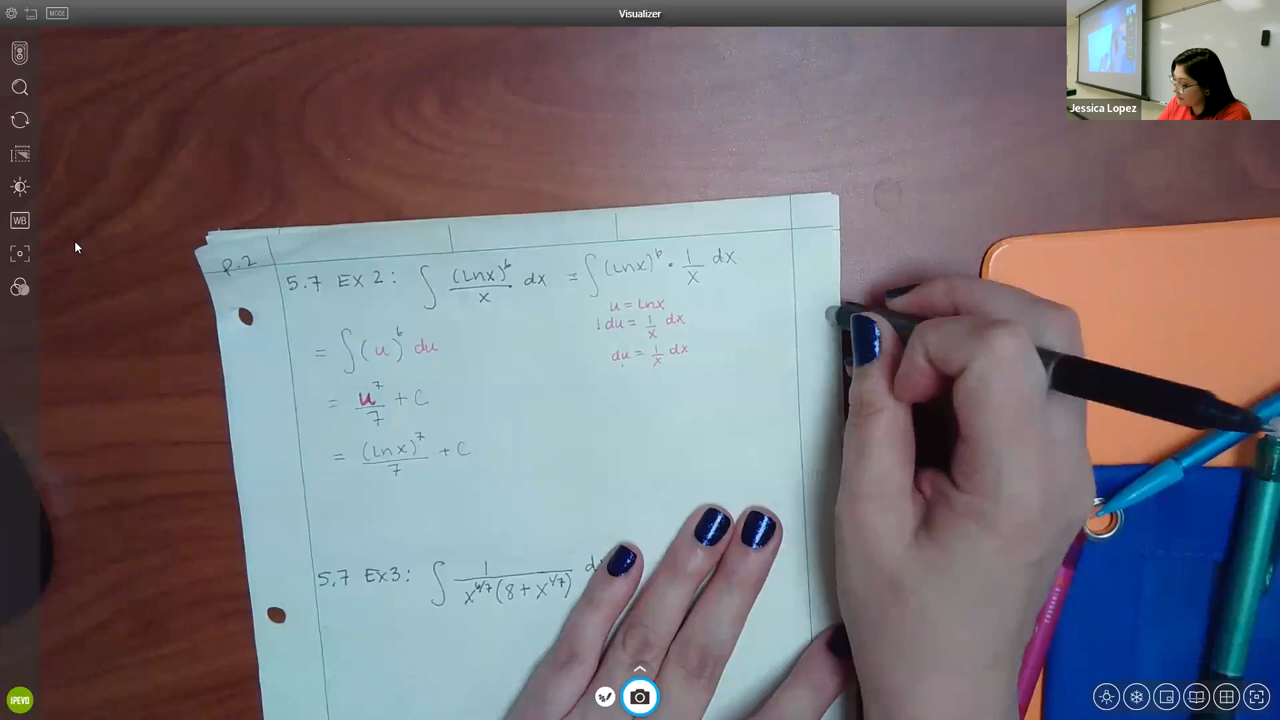 MODE
Visualizer
Jessica Lopez
WB
P.2
5.7 Ex 2: ∫ (lnx)^6/x dx = ∫ (lnx)^6 • 1/x dx
u = lnx
1 du = 1/x dx
du = 1/x dx
= ∫ (u)^6 du
= u^7/7 + C
= (lnx)^7/7 + C
5.7 Ex3: ∫ 1/(x^6/7 (8 + x^1/7))
IPEVO